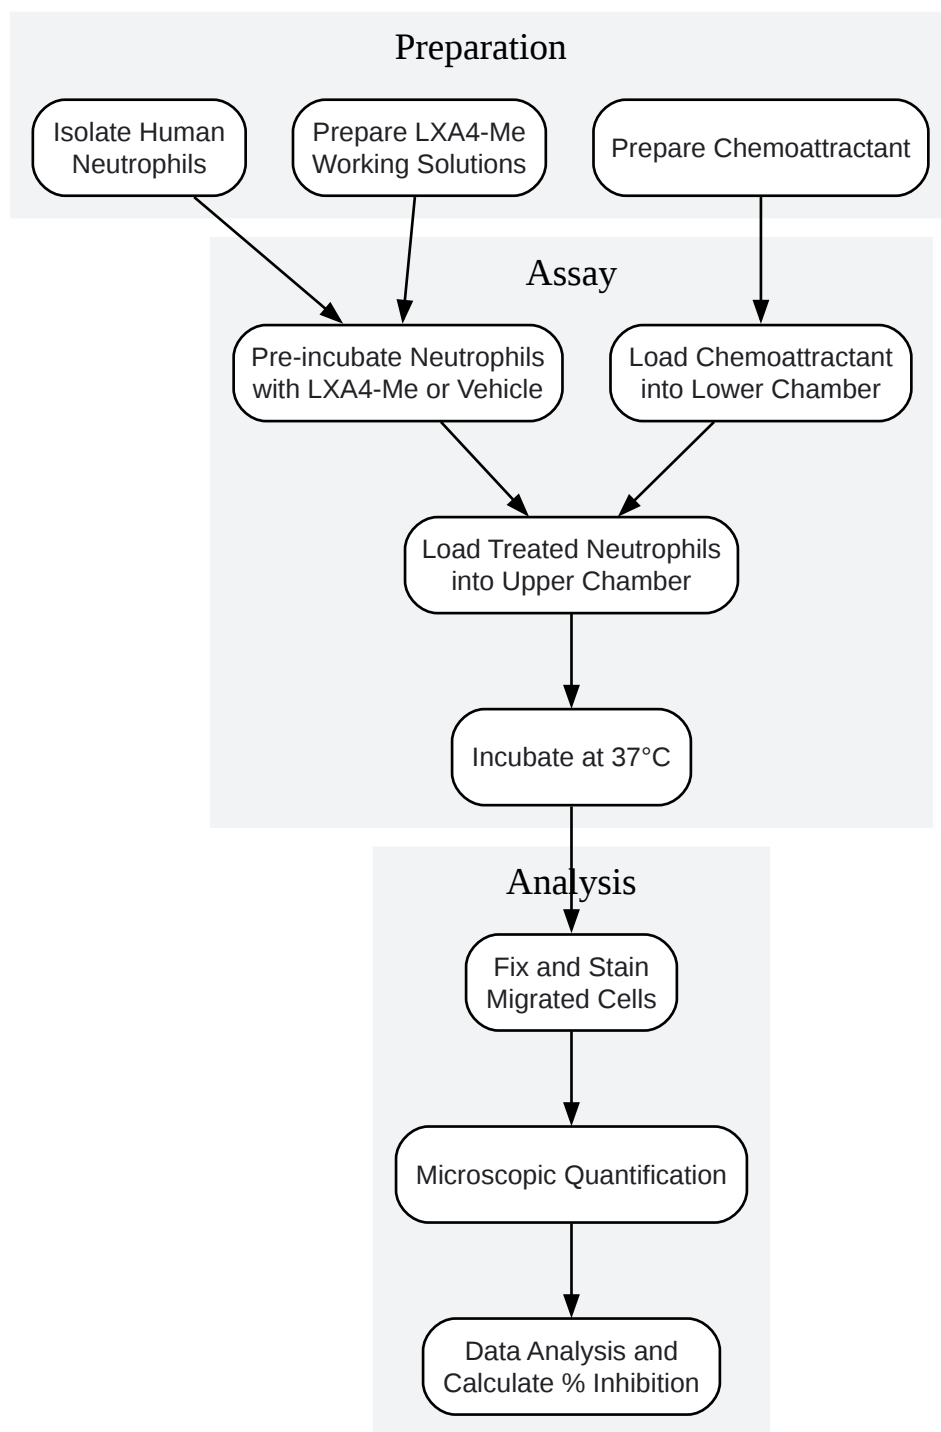 Preparation
Isolate Human
Neutrophils
Prepare LXA4-Me
Working Solutions
Prepare Chemoattractant
Assay
Pre-incubate Neutrophils
with LXA4-Me or Vehicle
Load Chemoattractant
into Lower Chamber
Load Treated Neutrophils
into Upper Chamber
Incubate at 37°C
Analysis
Fix and Stain
Migrated Cells
Microscopic Quantification
Data Analysis and
Calculate % Inhibition